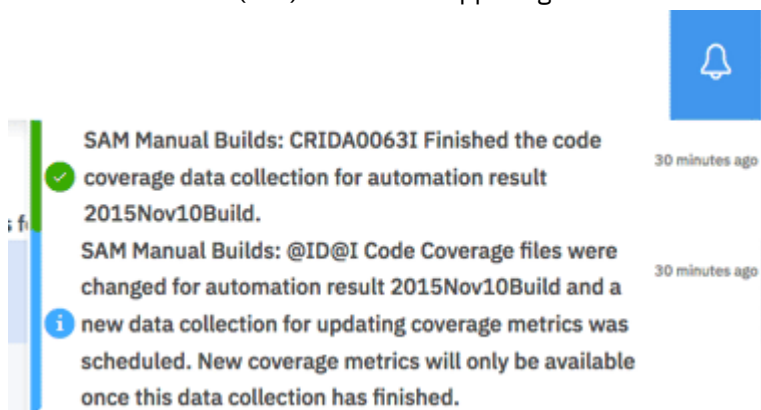 SAM Manual Builds: CRIDA0063I Finished the code
30 minutes ago
coverage data collection for automation result
2015Nov10Build.
SAM Manual Builds: @ID@I Code Coverage files were
30 minutes ago
changed for automation result 2015Nov10Build and a
new data collection for updating coverage metrics was
scheduled. New coverage metrics will only be available
once this data collection has finished.